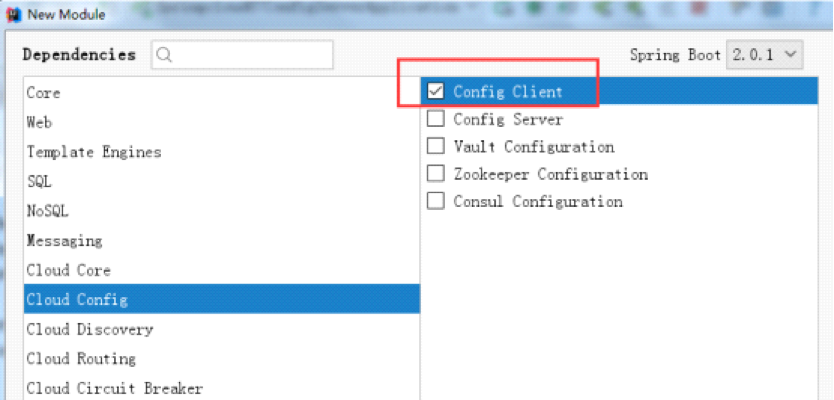 New Module
Dependencies
Spring Boot 2.0.1
Core
Web
Template Engines
SQL
NoSQL
Messaging
Cloud Core
Cloud Config
Cloud Discovery
Cloud Routing
Cloud Circuit Breaker
Config Client
Config Server
Vault Configuration
Zookeeper Configuration
Consul Configuration